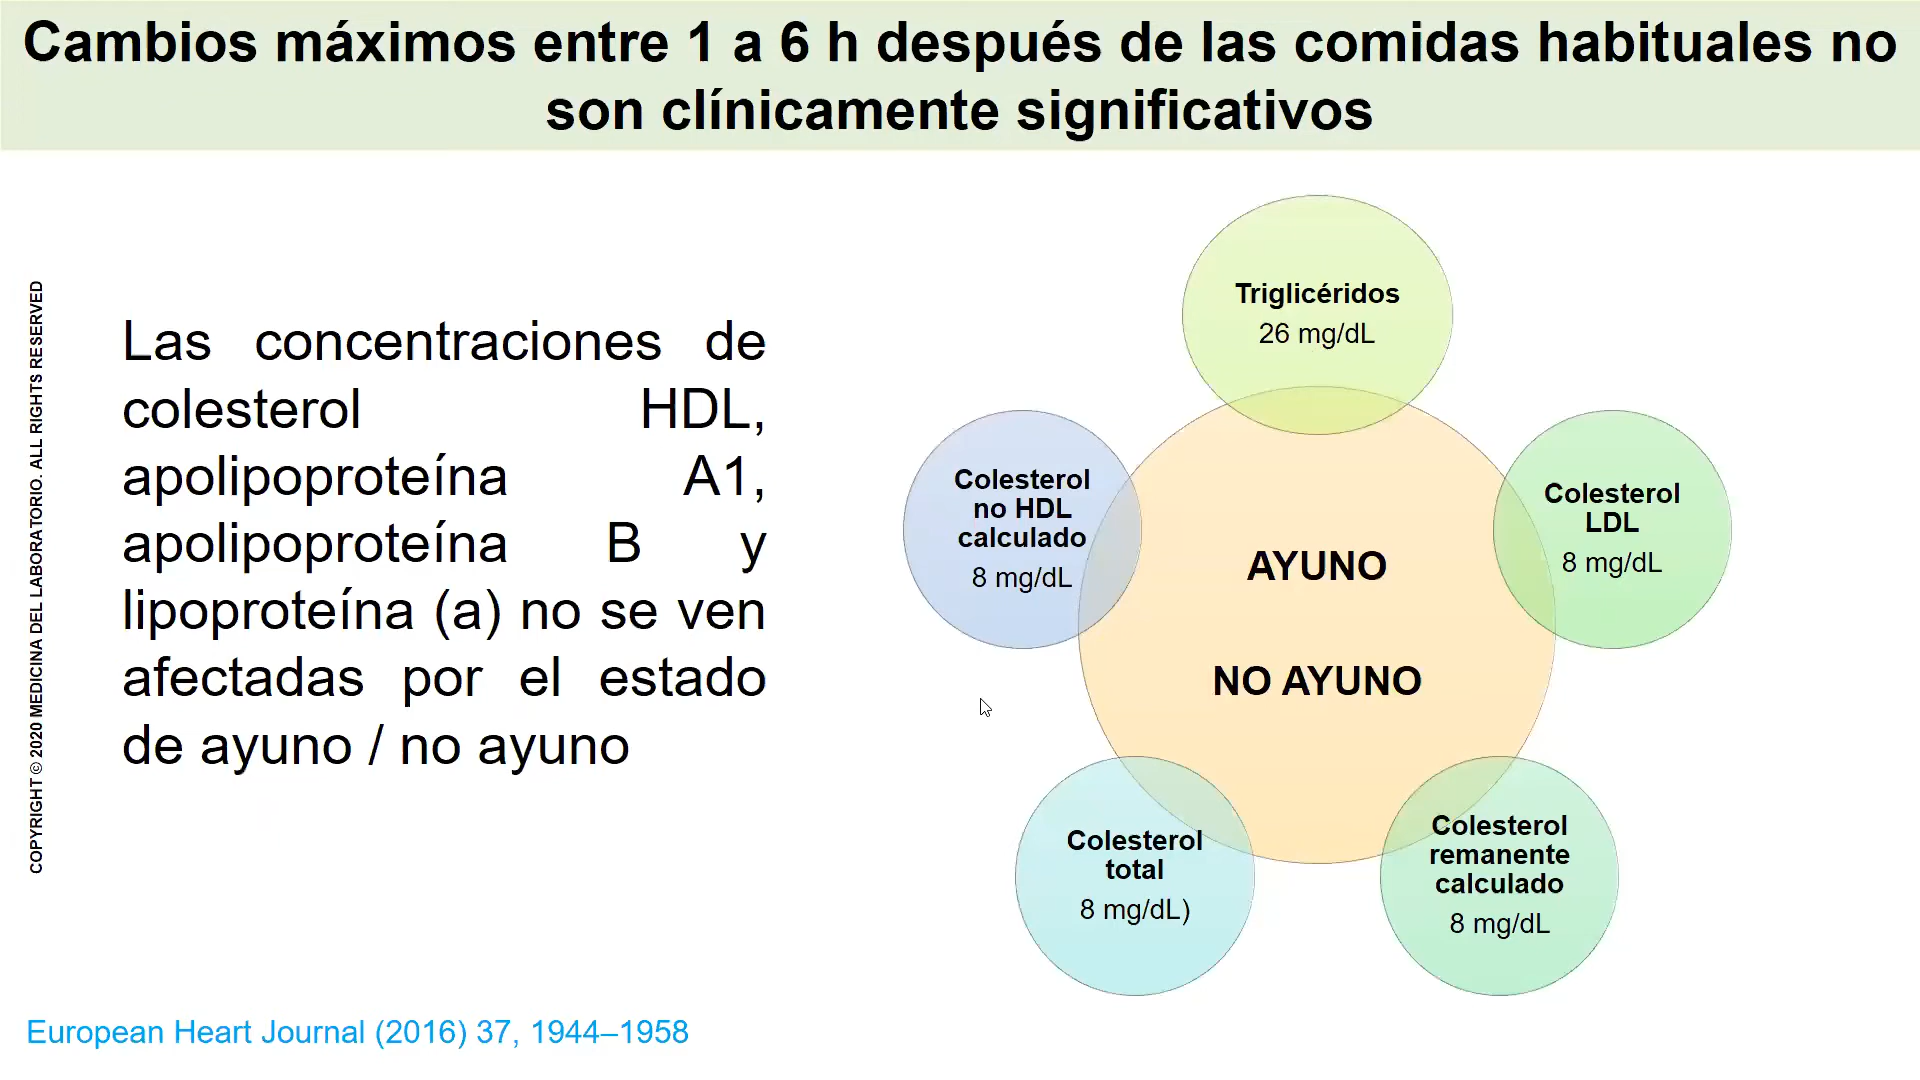 Cambios máximos entre 1 a 6 h después de las comidas habituales no
son clínicamente significativos
COPYRIGHT © 2020 MEDICINA DEL LABORATORIO. ALL RIGHTS RESERVED
Las concentraciones de
colesterol HDL,
apolipoproteína A1,
apolipoproteína B y
lipoproteína (a) no se ven
afectadas por el estado
de ayuno / no ayuno
Triglicéridos
26 mg/dL
Colesterol
no HDL
calculado
8 mg/dL
Colesterol
LDL
8 mg/dL
AYUNO
NO AYUNO
Colesterol
total
8 mg/dL)
Colesterol
remanente
calculado
8 mg/dL
European Heart Journal (2016) 37, 1944–1958